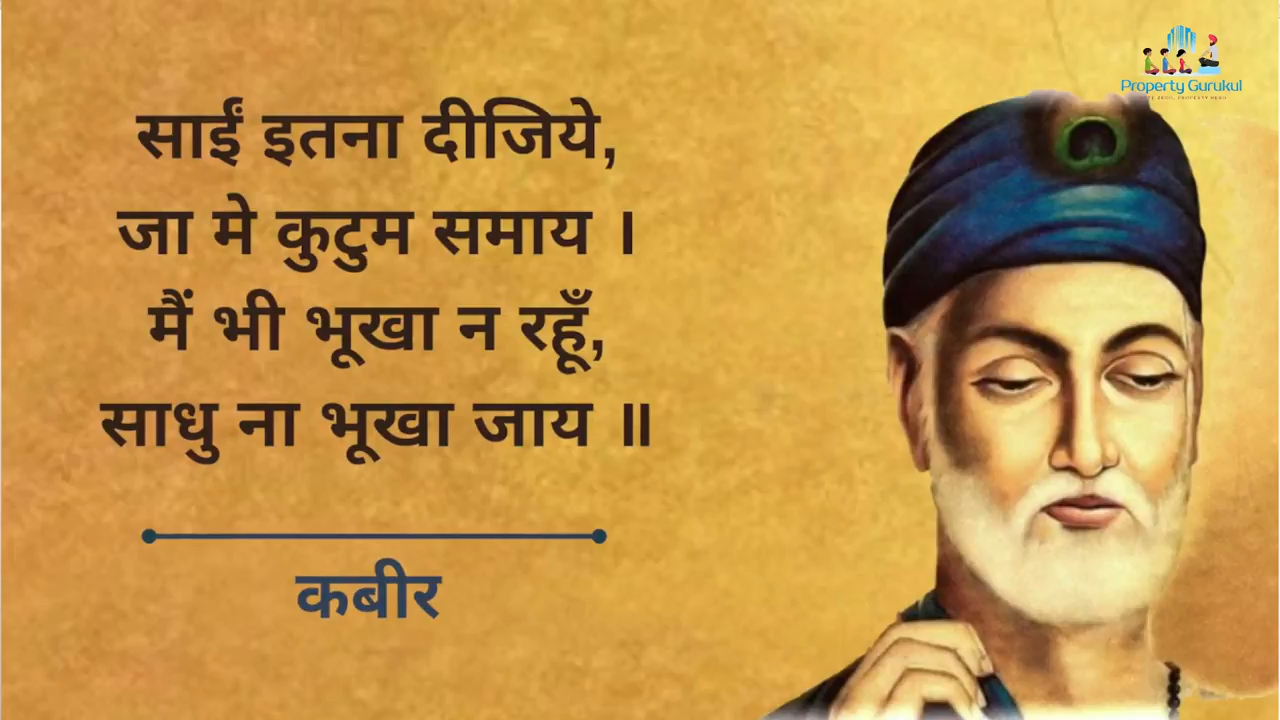 साईं इतना दीजिये,
जा मे कुटुम समाय ।
मैं भी भूखा न रहूँ,
साधु ना भूखा जाय ॥
कबीर
Property Gurukul